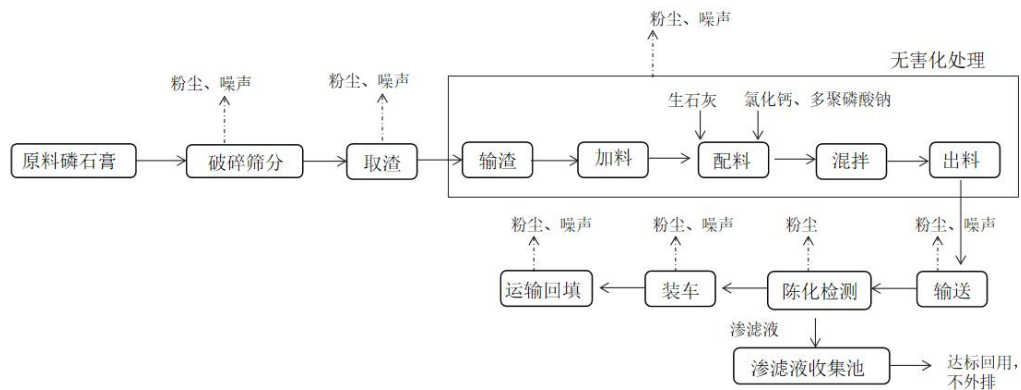 粉尘、噪声
无害化处理
粉尘、噪声
粉尘、噪声
生石灰
氯化钙、多聚磷酸钠
原料磷石膏
破碎筛分
取渣
输渣
加料
配料
混拌
出料
粉尘、噪声
粉尘、噪声
粉尘
粉尘、噪声
运输回填
装车
陈化检测
输送
渗滤液
渗滤液收集池
达标回用，
不外排